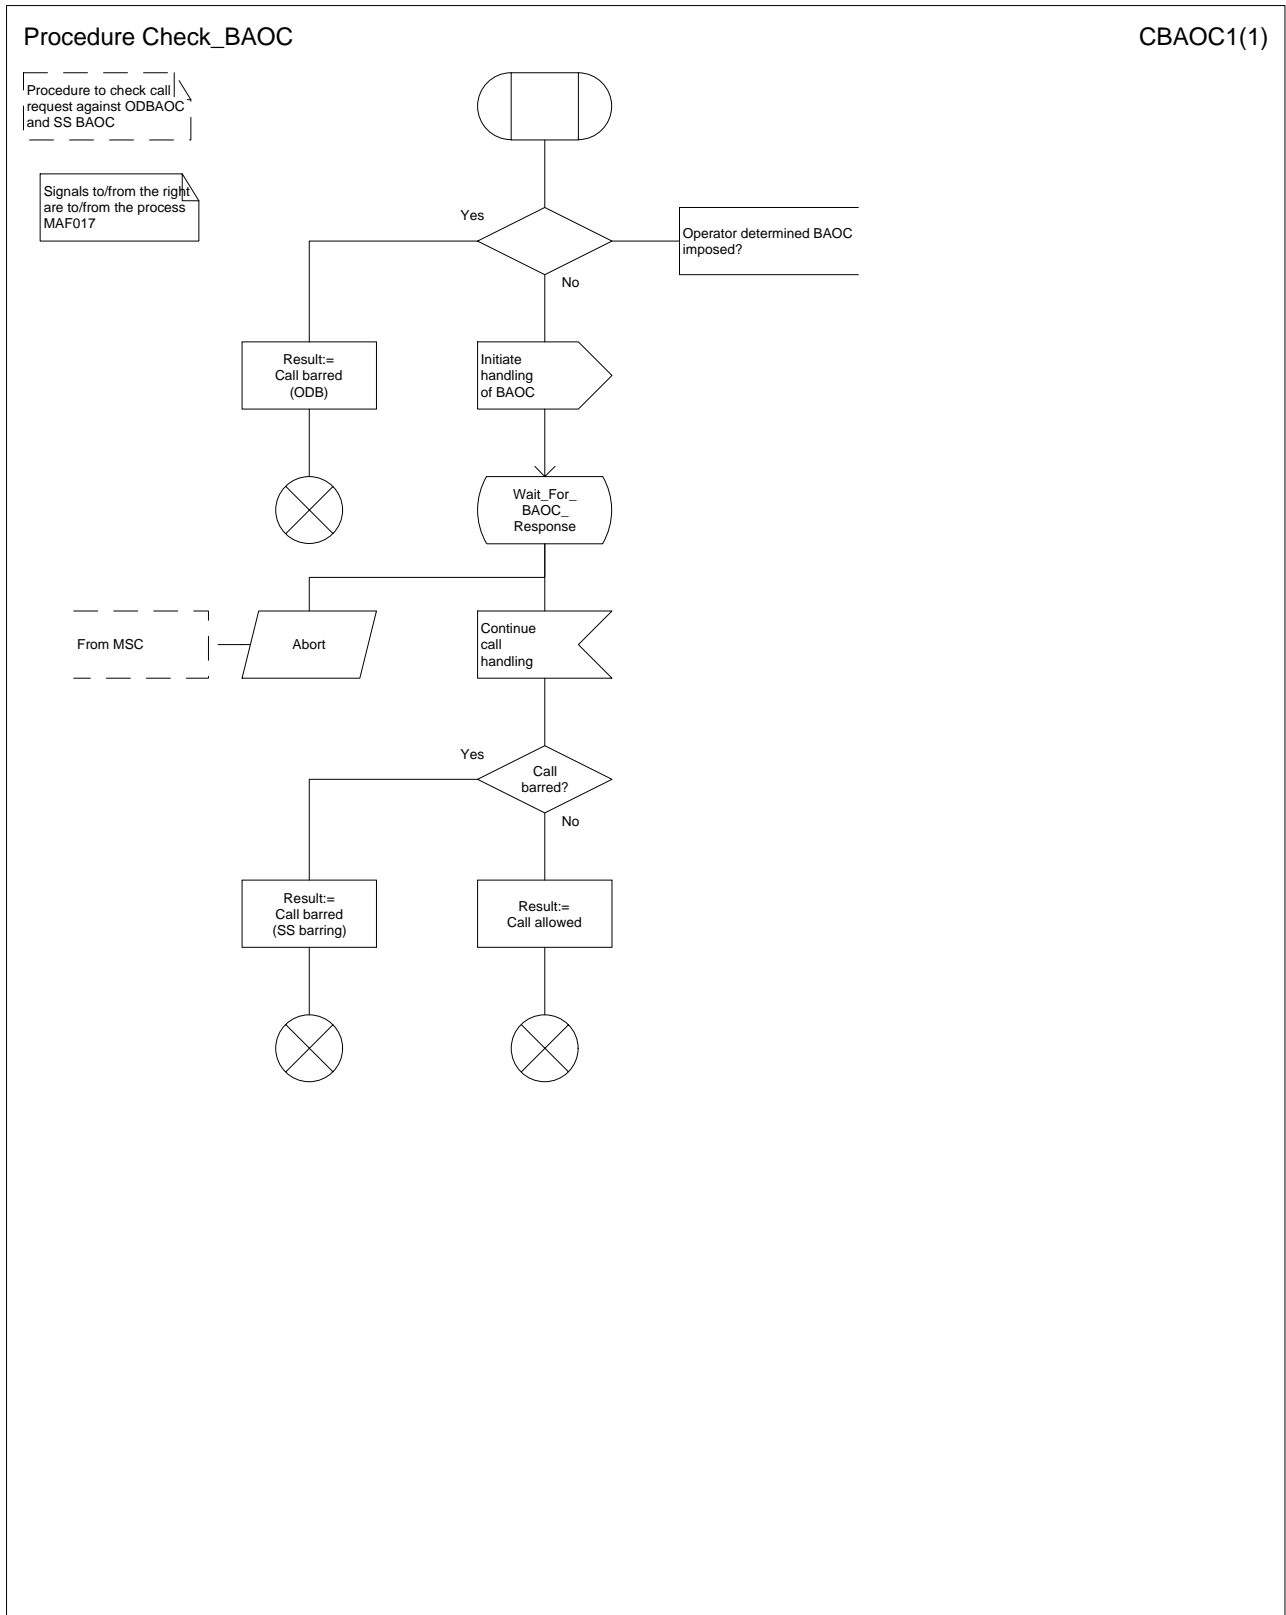 Procedure Check_BAOC
CBAOC1(1)
Procedure to check call
request against ODBAOC
and SS BAOC
Signals to/from the right
are to/from the process
MAF017
Yes
Operator determined BAOC
imposed?
No
Result:=
Call barred
(ODB)
Initiate
handling
of BAOC
Wait_For_
BAOC_
Response
From MSC
Abort
Continue
call
handling
Yes
Call
barred?
No
Result:=
Call barred
(SS barring)
Result:=
Call allowed